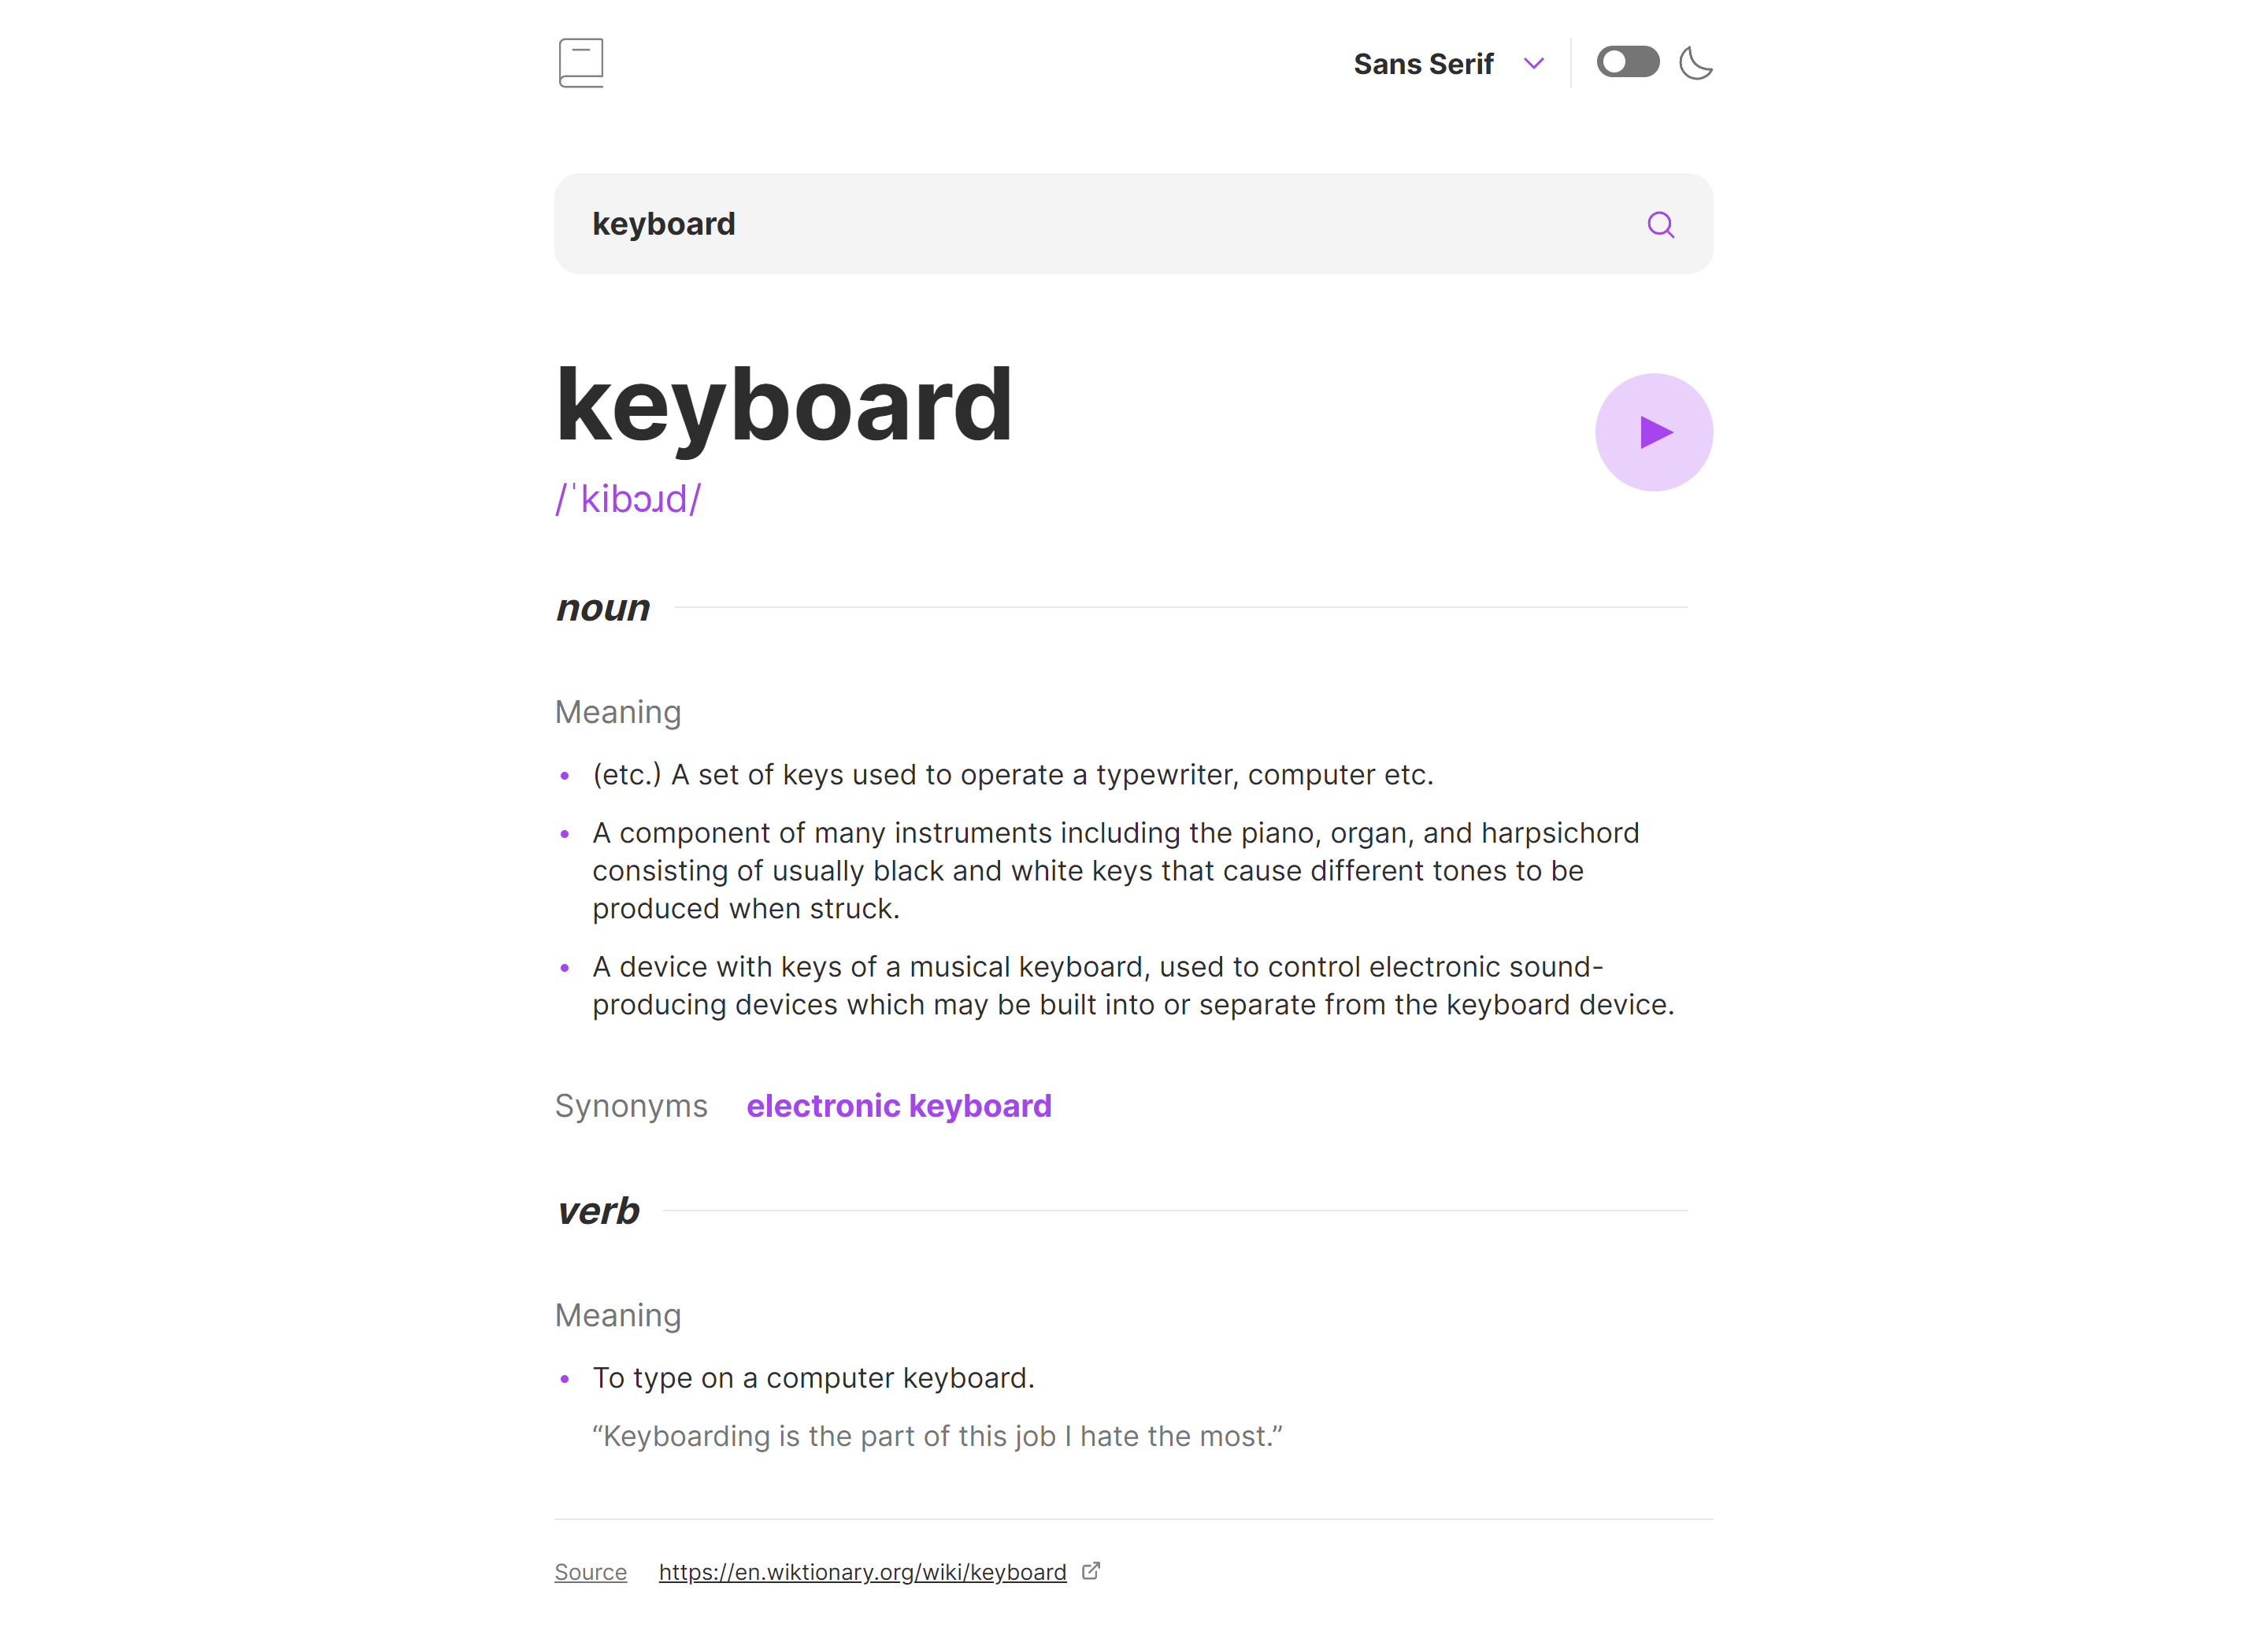 Sans Serif
keyboard
keyboard
/ˈkibɔɹd/
noun
Meaning
• (etc.) A set of keys used to operate a typewriter, computer etc.
• A component of many instruments including the piano, organ, and harpsichord
consisting of usually black and white keys that cause different tones to be
produced when struck.
• A device with keys of a musical keyboard, used to control electronic sound-
producing devices which may be built into or separate from the keyboard device.
Synonyms electronic keyboard
verb
Meaning
• To type on a computer keyboard.
“Keyboarding is the part of this job I hate the most.”
Source https://en.wiktionary.org/wiki/keyboard